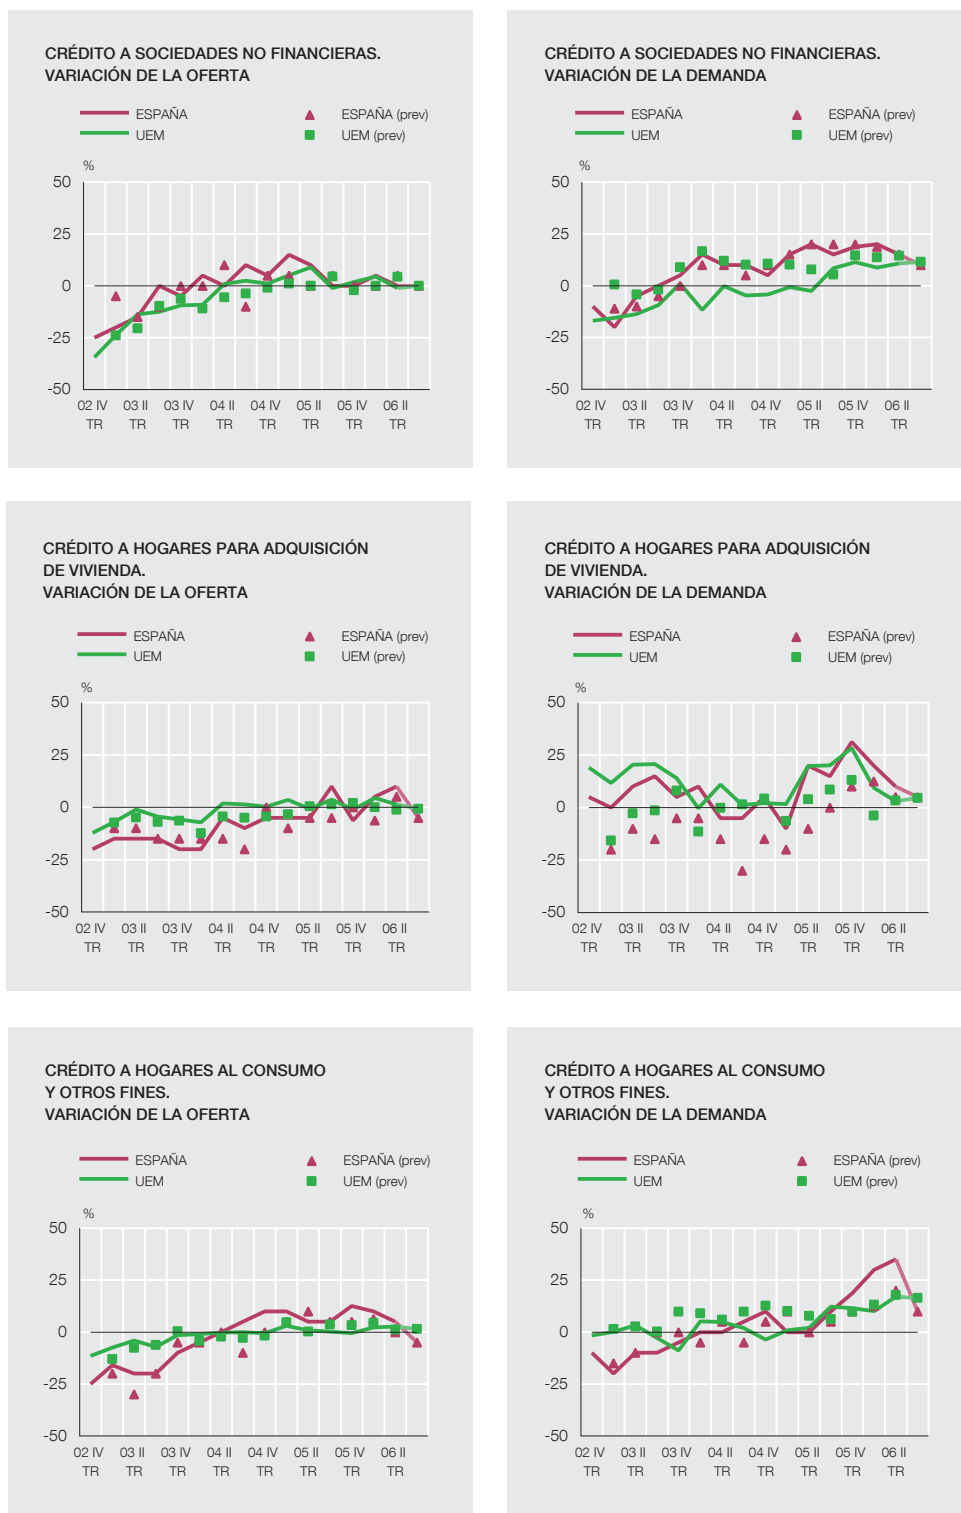 CRÉDITO A SOCIEDADES NO FINANCIERAS.
VARIACIÓN DE LA OFERTA
ESPAÑA
ESPAÑA (prev)
UEM
UEM (prev)
%
50
25
0
-25
-50
02 IV 03 II 03 IV 04 II 04 IV 05 II 05 IV 06 II
TR TR TR TR TR TR TR TR
CRÉDITO A SOCIEDADES NO FINANCIERAS.
VARIACIÓN DE LA DEMANDA
ESPAÑA
ESPAÑA (prev)
UEM
UEM (prev)
%
50
25
0
-25
-50
02 IV 03 II 03 IV 04 II 04 IV 05 II 05 IV 06 II
TR TR TR TR TR TR TR TR
CRÉDITO A HOGARES PARA ADQUISICIÓN
DE VIVIENDA.
VARIACIÓN DE LA OFERTA
ESPAÑA
ESPAÑA (prev)
UEM
UEM (prev)
%
50
25
0
-25
-50
02 IV 03 II 03 IV 04 II 04 IV 05 II 05 IV 06 II
TR TR TR TR TR TR TR TR
CRÉDITO A HOGARES PARA ADQUISICIÓN
DE VIVIENDA.
VARIACIÓN DE LA DEMANDA
ESPAÑA
ESPAÑA (prev)
UEM
UEM (prev)
%
50
25
0
-25
-50
02 IV 03 II 03 IV 04 II 04 IV 05 II 05 IV 06 II
TR TR TR TR TR TR TR TR
CRÉDITO A HOGARES AL CONSUMO
Y OTROS FINES.
VARIACIÓN DE LA OFERTA
ESPAÑA
ESPAÑA (prev)
UEM
UEM (prev)
%
50
25
0
-25
-50
02 IV 03 II 03 IV 04 II 04 IV 05 II 05 IV 06 II
TR TR TR TR TR TR TR TR
CRÉDITO A HOGARES AL CONSUMO
Y OTROS FINES.
VARIACIÓN DE LA DEMANDA
ESPAÑA
ESPAÑA (prev)
UEM
UEM (prev)
%
50
25
0
-25
-50
02 IV 03 II 03 IV 04 II 04 IV 05 II 05 IV 06 II
TR TR TR TR TR TR TR TR